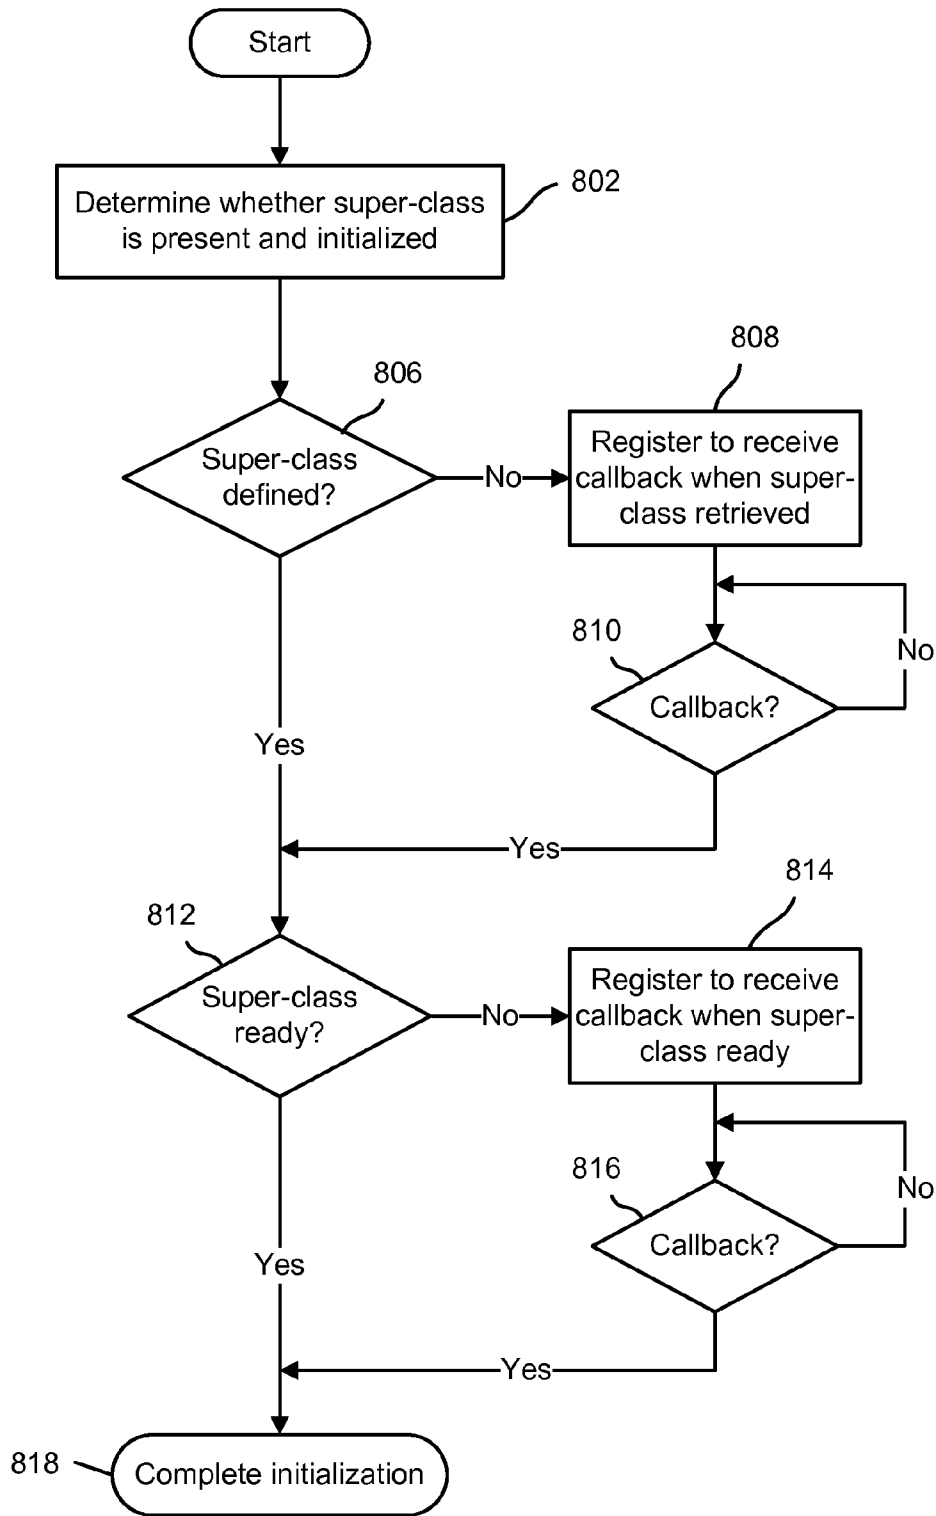 Start
802
Determine whether super-class
is present and initialized
808
806
Register to receive
callback when super-
class retrieved
Super-class
defined?
No
810
No
Callback?
Yes
Yes
814
812
Register to receive
callback when super-
class ready
Super-class
ready?
No
816
No
Callback?
Yes
Yes
818
Complete initialization